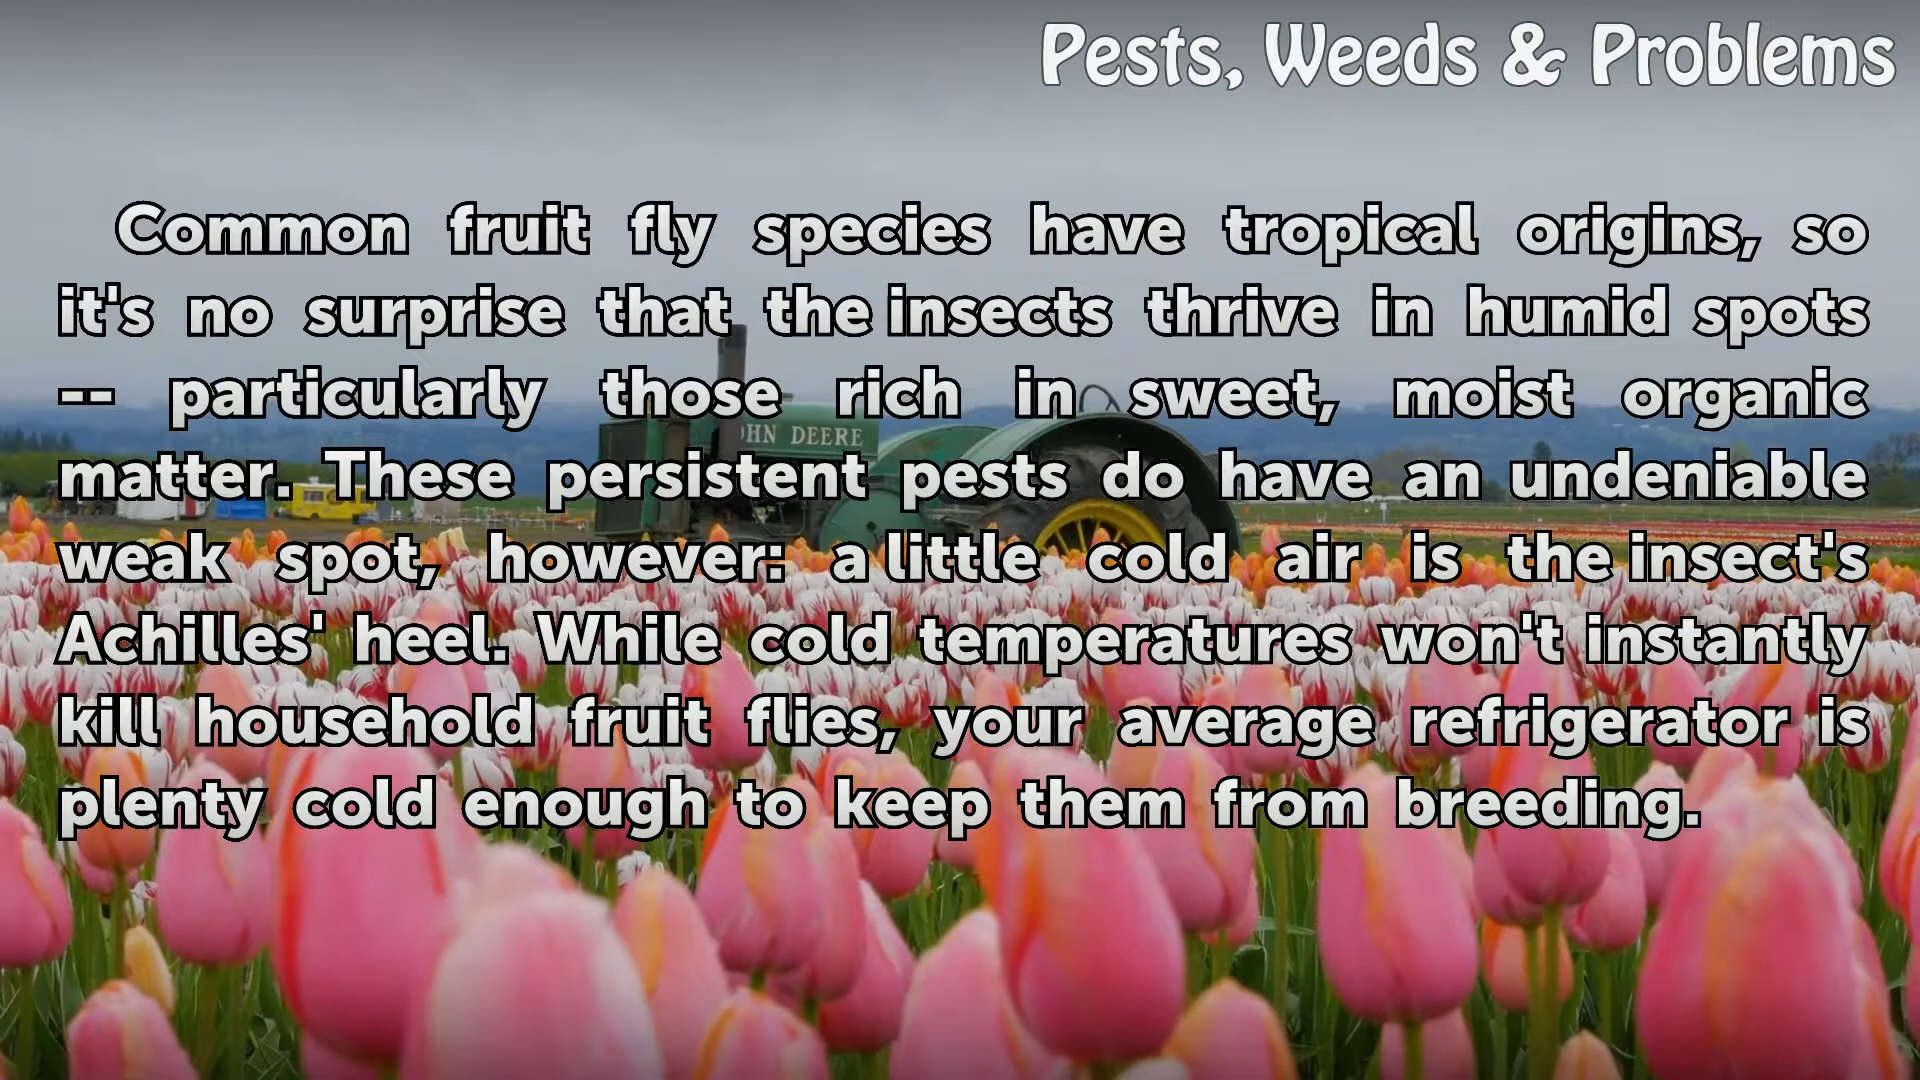 Pests, Weeds & Problems
Common fruit fly species have tropical origins, so
it's no surprise that the insects thrive in humid spots
-- particularly those rich in sweet, moist organic
OHN DEERE
matter. These persistent pests do have an undeniable
weak spot, however: a little cold air is the insect's
Achilles' heel. While cold temperatures won't instantly
kill household fruit flies, your average refrigerator is
plenty cold enough to keep them from breeding.